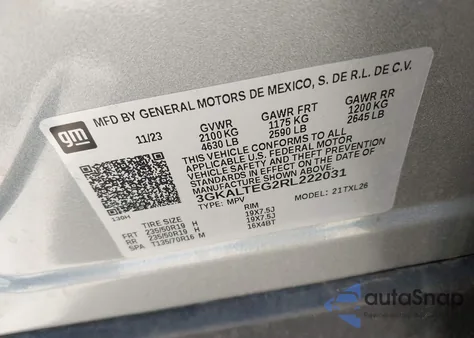 gm
MFD BY GENERAL MOTORS DE MEXICO, S. DE R.L. DE C.V.
11/23 GVWR GAWR FRT GAWR RR
2100 KG 1175 KG 1200 KG
4630 LB 2590 LB 2645 LB
THIS VEHICLE CONFORMS TO ALL
APPLICABLE U.S. FEDERAL MOTOR
VEHICLE SAFETY STANDARDS IN
EFFECT ON THE DATE OF
MANUFACTURE SHOWN ABOVE.
3GKALTEG2RL222031
TYPE: MPV MODEL: 21TXL26
130H
TIRE SIZE RIM
FRT 235/50R19 H 19X7.5J
RR 235/50R19 H 19X7.5J
SPA T135/70R16 M 16X4BT
autoSnap